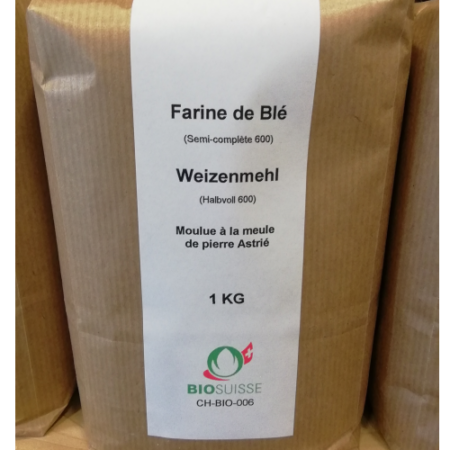 Farine de Blé
(Semi-complète 600)
Weizenmehl
(Halbvoll 600)
Moulue à la meule
de pierre Astrié
1 KG
BIOSUISSE
CH-BIO-006